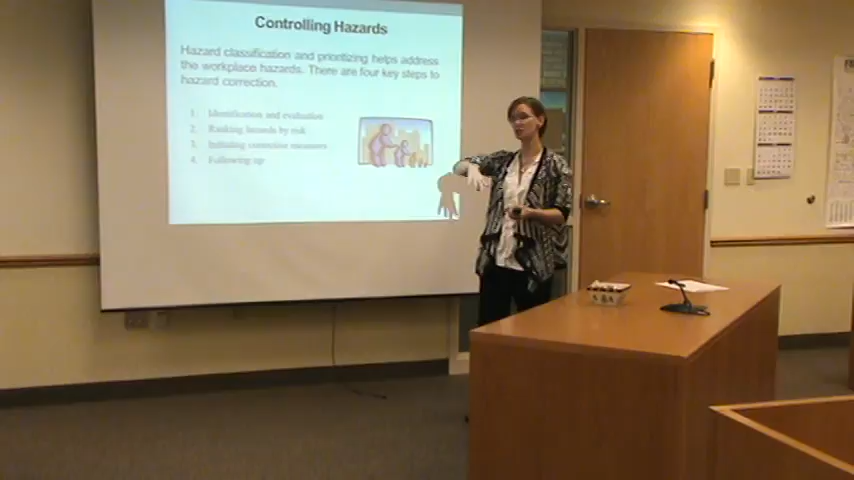 Controlling Hazards
Hazard classification and prioritizing helps address
the workplace hazards. There are four key steps to
hazard correction.
1. Identification and evaluation
2. Ranking hazards by risk
3. Initiating corrective measures
4. Following up